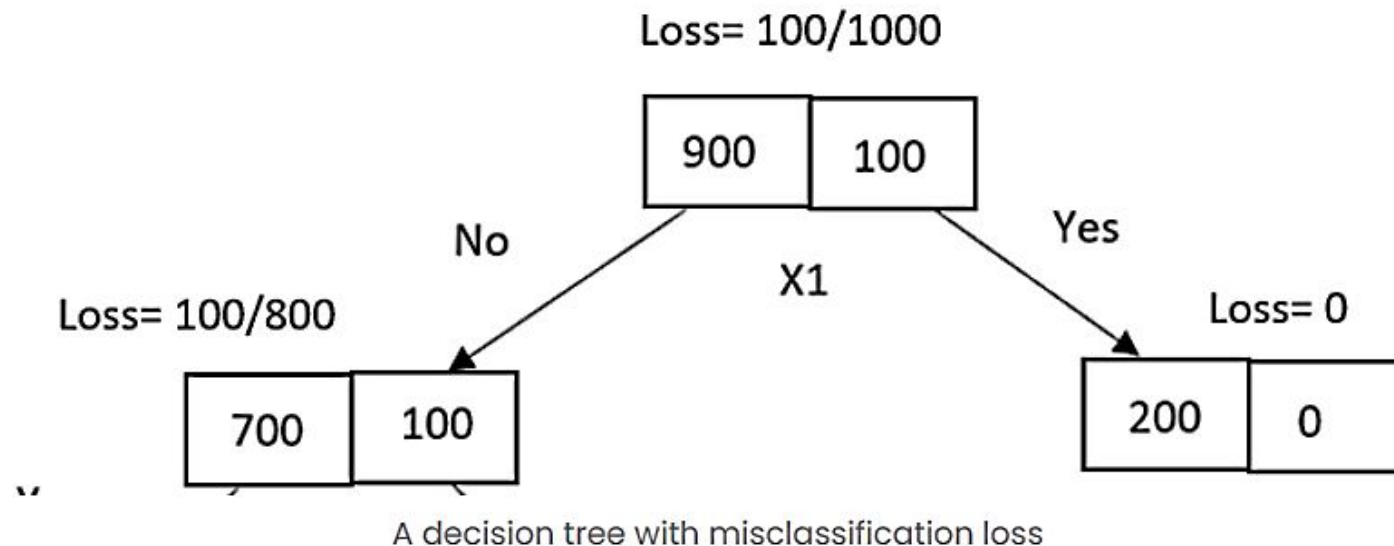 Loss= 100/1000
900 100
No
Yes
X1
Loss= 100/800
Loss= 0
700 100
200 0
A decision tree with misclassification loss